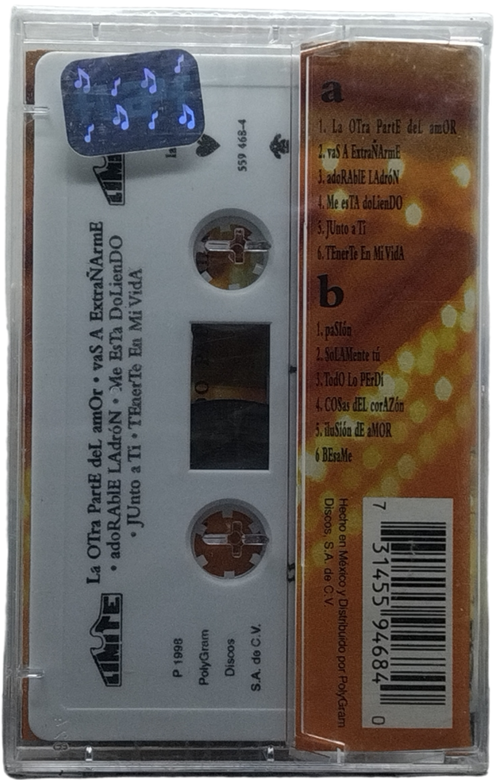 a
1. La OTra PartE deL amOR
2. vaS A ExtraÑArmE
3. adoRAblE LAdróN
4. Me esTA doLienDO
5. JUnto a Ti
6. TEnerTe En Mi VidA
b
1. paSIón
2. SoLAMente tú
3. TodO Lo PErDí
4. COSas dEL corAZón
5. iluSIón dE aMOR
6 BEsaMe
Hecho en México y Distribuido por PolyGram
Discos, S.A. de C.V.
7 31455 94684 0
559 468-4
LIMITE
La OTra PartE deL amOr • vaS A ExtraÑArmE
• adoRAblE LAdróN • Me EsTa DoLienDO
• JUnto a Ti • TEnerTe En Mi VidA
LIMITE
P 1998
PolyGram
Discos
S.A. de C.V.